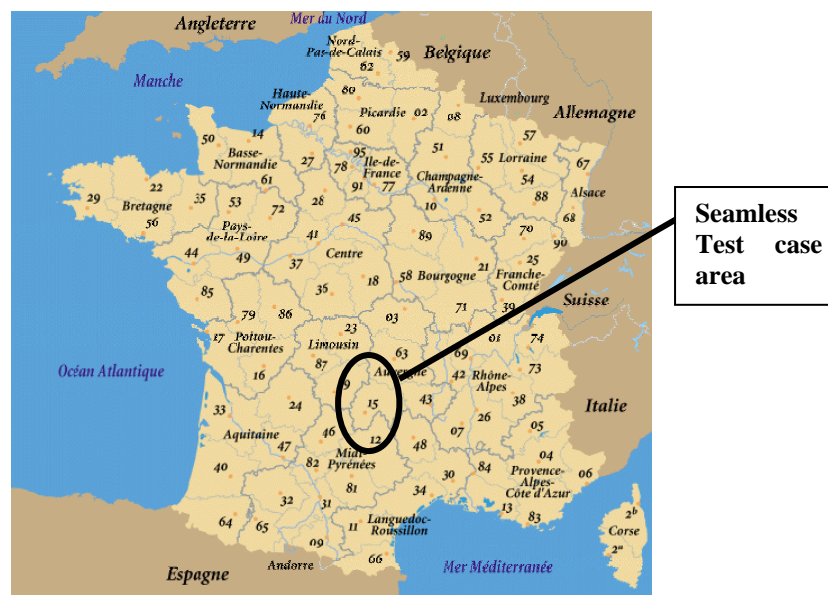 Angleterre
Mer du Nord
Nord-
Pas-de-Calais
59
62
Belgique
Manche
Luxembourg
Allemagne
Haute-
Normandie
76
80
Picardie
02
08
60
50
14
Basse-
Normandie
27
95
78
Ile-de-
France
91
77
51
Champagne-
Ardenne
10
55
57
Lorraine
54
88
67
Alsace
68
52
29
22
Bretagne
56
35
53
61
72
Pays-
de-la-Loire
44
49
85
28
45
41
37
Centre
36
18
89
58
Bourgogne
21
71
70
90
25
Franche-
Comté
39
Suisse
Seamless
Test case
area
79
86
17
Poitou-
Charentes
16
23
Limousin
87
9
03
63
Auvergne
15
43
01
69
42
Rhône-
Alpes
74
73
38
26
07
Océan Atlantique
Italie
33
24
Aquitaine
47
40
64
46
12
Midi-
Pyrénées
82
81
32
31
65
09
48
30
34
Languedoc-
Roussillon
11
66
84
05
04
06
Provence-
Alpes-
Côte d'Azur
13
83
2b
Corse
2a
Espagne
Andorre
Mer Méditerranée